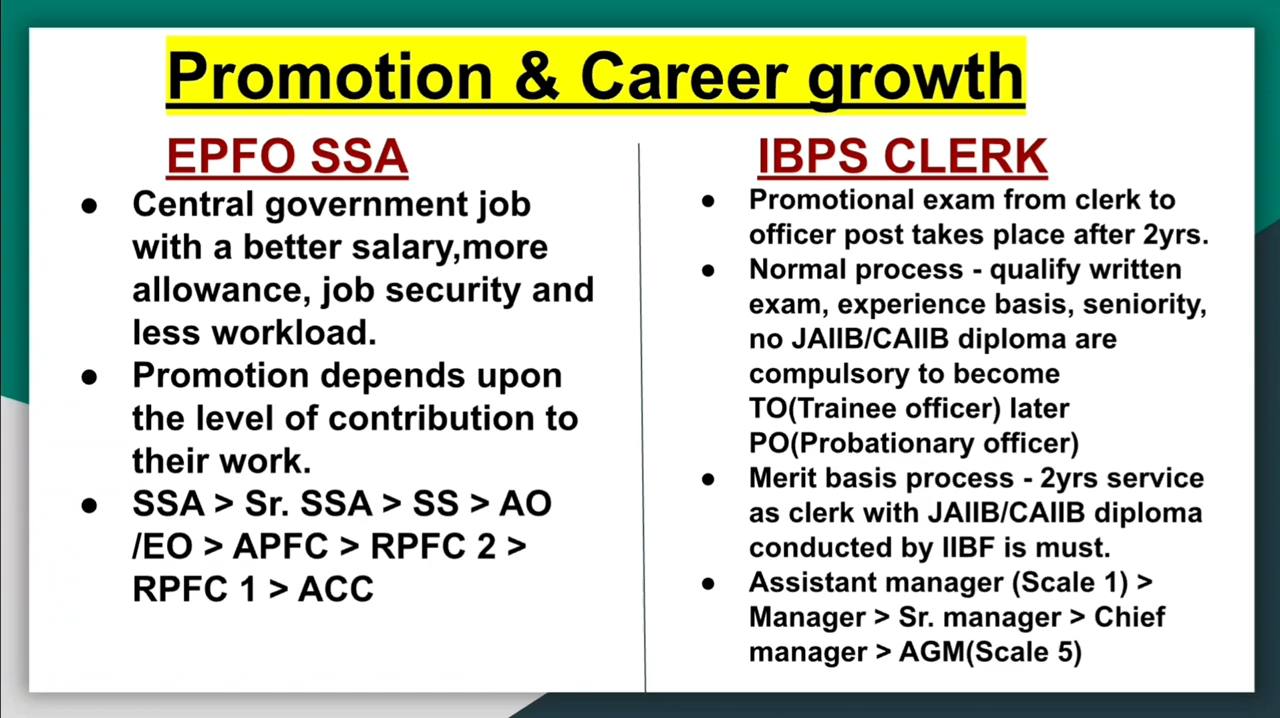 Promotion & Career growth
EPFO SSA
● Central government job
with a better salary,more
allowance, job security and
less workload.
● Promotion depends upon
the level of contribution to
their work.
● SSA > Sr. SSA > SS > AO
/EO > APFC > RPFC 2 >
RPFC 1 > ACC
IBPS CLERK
● Promotional exam from clerk to
officer post takes place after 2yrs.
● Normal process - qualify written
exam, experience basis, seniority,
no JAIIB/CAIIB diploma are
compulsory to become
TO(Trainee officer) later
PO(Probationary officer)
● Merit basis process - 2yrs service
as clerk with JAIIB/CAIIB diploma
conducted by IIBF is must.
● Assistant manager (Scale 1) >
Manager > Sr. manager > Chief
manager > AGM(Scale 5)